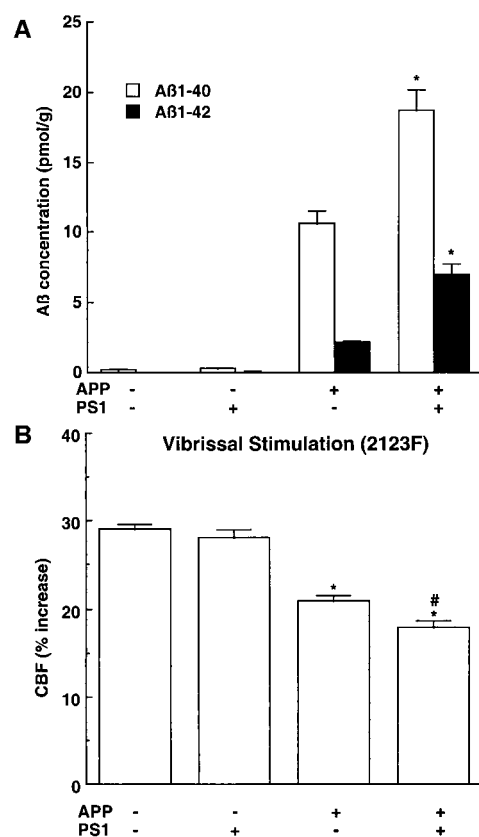 A
25
20
15
10
5
0
Aß concentration (pmol/g)
Aß1-40
Aß1-42
*
*
APP - - + +
PS1 - + - +
B
Vibrissal Stimulation (2123F)
40
30
20
10
0
CBF (% increase)
*
#
*
APP - - + +
PS1 - + - +